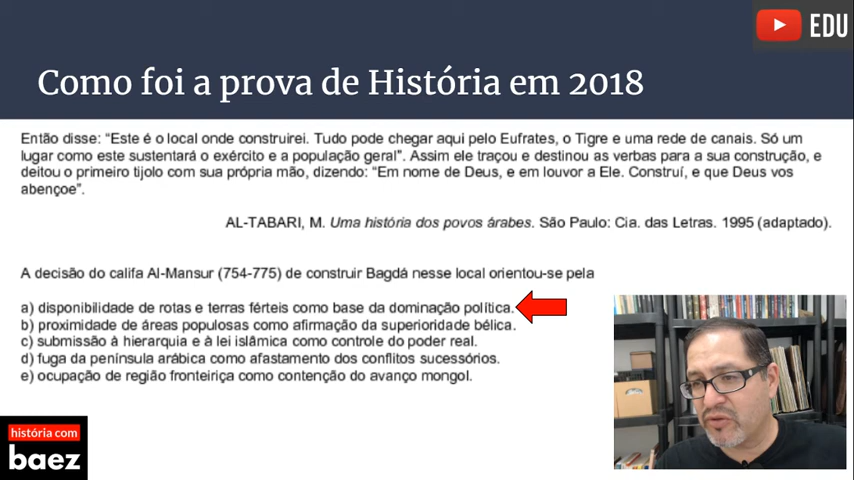 EDU
Como foi a prova de História em 2018
Então disse: “Este é o local onde construirei. Tudo pode chegar aqui pelo Eufrates, o Tigre e uma rede de canais. Só um
lugar como este sustentará o exército e a população geral”. Assim ele traçou e destinou as verbas para a sua construção, e
deitou o primeiro tijolo com sua própria mão, dizendo: “Em nome de Deus, e em louvor a Ele. Construí, e que Deus vos
abençoe”.
AL-TABARI, M. Uma história dos povos árabes. São Paulo: Cia. das Letras. 1995 (adaptado).
A decisão do califa Al-Mansur (754-775) de construir Bagdá nesse local orientou-se pela
a) disponibilidade de rotas e terras férteis como base da dominação política.
b) proximidade de áreas populosas como afirmação da superioridade bélica.
c) submissão à hierarquia e à lei islâmica como controle do poder real.
d) fuga da península arábica como afastamento dos conflitos sucessórios.
e) ocupação de região fronteiriça como contenção do avanço mongol.
história com
baez